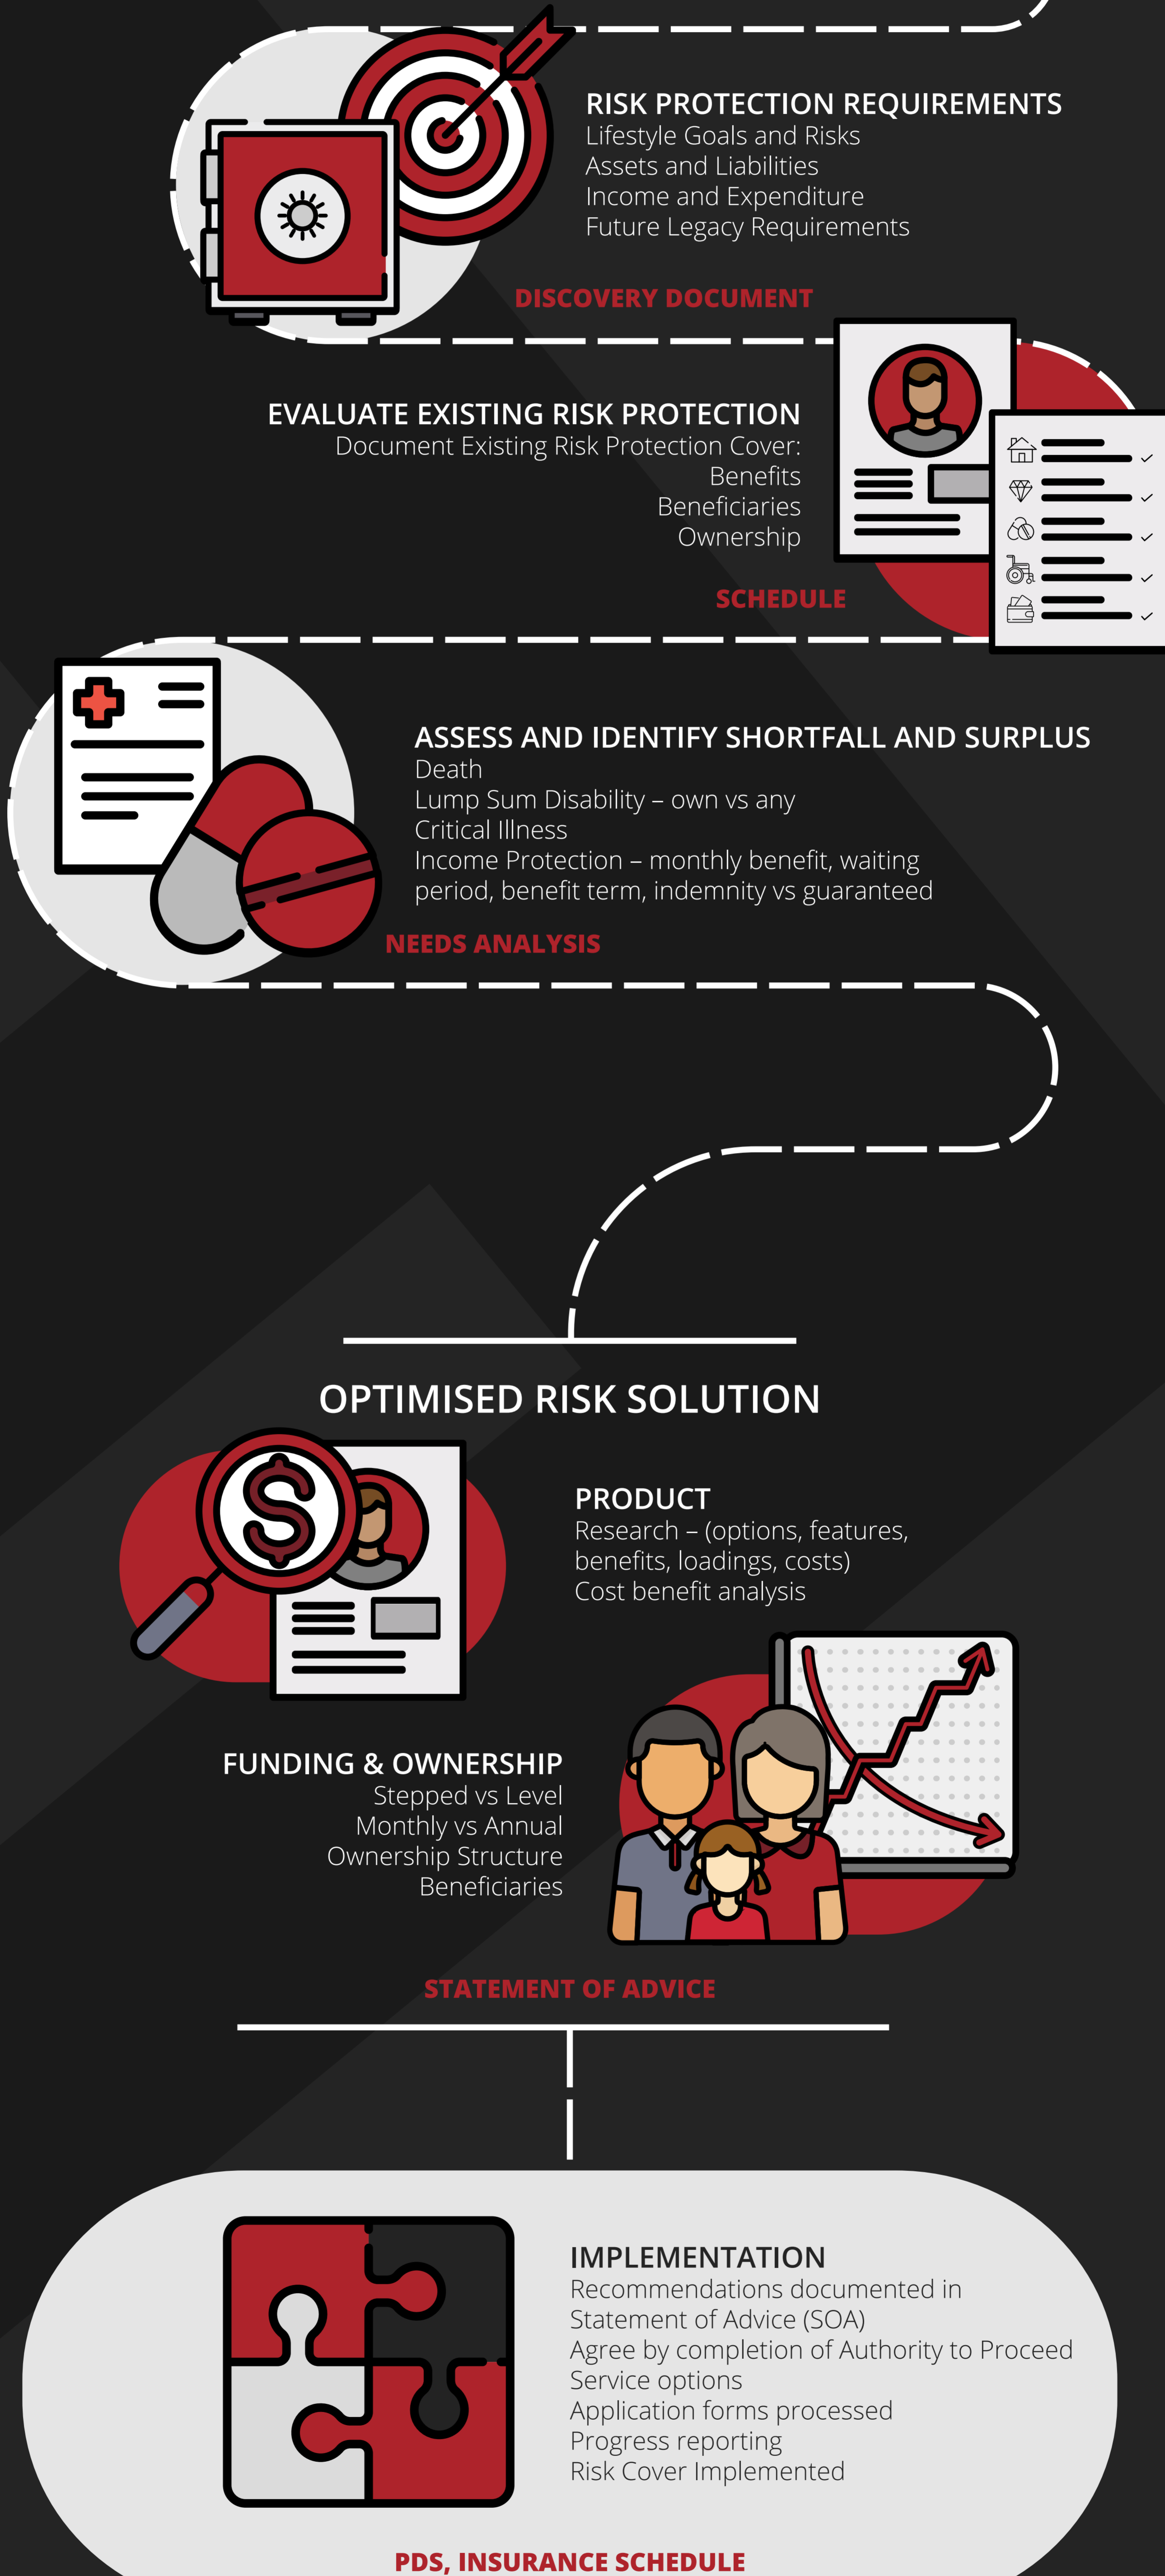 RISK PROTECTION REQUIREMENTS
Lifestyle Goals and Risks
Assets and Liabilities
Income and Expenditure
Future Legacy Requirements
DISCOVERY DOCUMENT
EVALUATE EXISTING RISK PROTECTION
Document Existing Risk Protection Cover:
Benefits
Beneficiaries
Ownership
SCHEDULE
ASSESS AND IDENTIFY SHORTFALL AND SURPLUS
Death
Lump Sum Disability – own vs any
Critical Illness
Income Protection – monthly benefit, waiting
period, benefit term, indemnity vs guaranteed
NEEDS ANALYSIS
OPTIMISED RISK SOLUTION
PRODUCT
Research – (options, features,
benefits, loadings, costs)
Cost benefit analysis
FUNDING & OWNERSHIP
Stepped vs Level
Monthly vs Annual
Ownership Structure
Beneficiaries
STATEMENT OF ADVICE
IMPLEMENTATION
Recommendations documented in
Statement of Advice (SOA)
Agree by completion of Authority to Proceed
Service options
Application forms processed
Progress reporting
Risk Cover Implemented
PDS, INSURANCE SCHEDULE